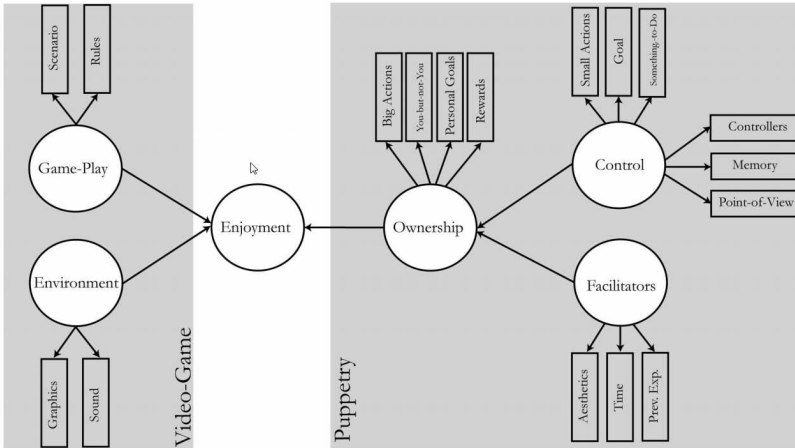 Scenario
Rules
Game-Play
Environment
Graphics
Sound
Video-Game
Enjoyment
Puppetry
Big Actions
You-but-not-You
Personal Goals
Rewards
Ownership
Small Actions
Goal
Something-to-Do
Control
Controllers
Memory
Point-of-View
Facilitators
Aesthetics
Time
Prev. Exp.